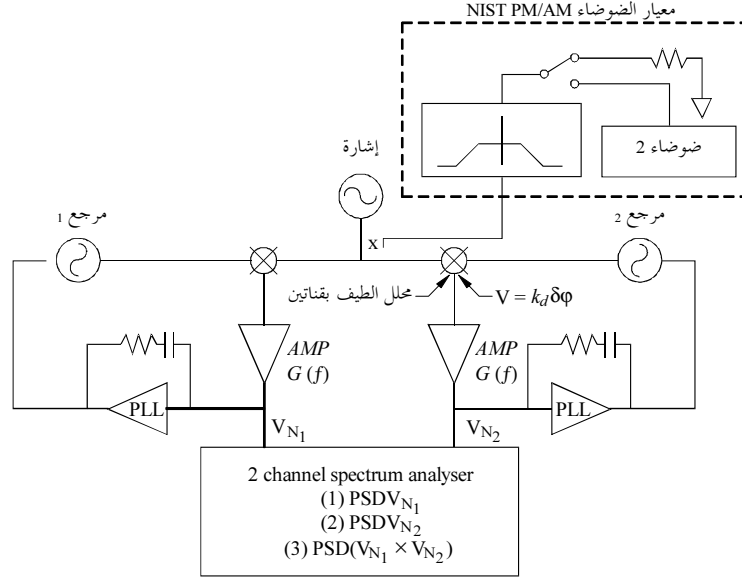 معيار الضوضاء NIST PM/AM
ضوضاء 2
إشارة
مرجع 1
مرجع 2
x
محلل الطيف بقناتين
V = k_d δφ
AMP
G (f)
AMP
G (f)
PLL
PLL
V_N₁
V_N₂
2 channel spectrum analyser
(1) PSDV_N₁
(2) PSDV_N₂
(3) PSD(V_N₁ × V_N₂)